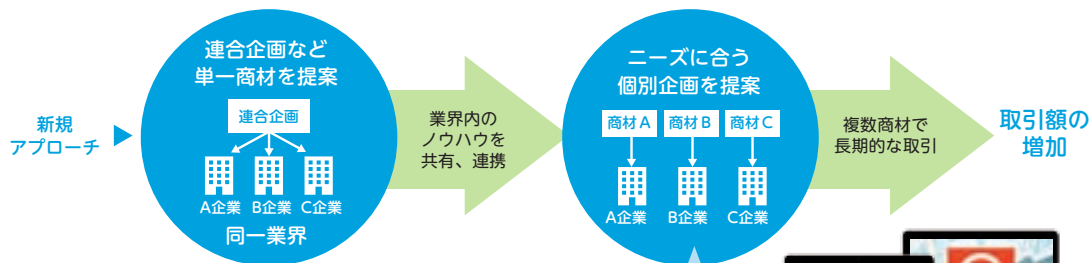 新規
アプローチ
連合企画など
単一商材を提案
連合企画
A企業 B企業 C企業
同一業界
業界内の
ノウハウを
共有、連携
ニーズに合う
個別企画を提案
商材A 商材B 商材C
A企業 B企業 C企業
複数商材で
長期的な取引
取引額の
増加